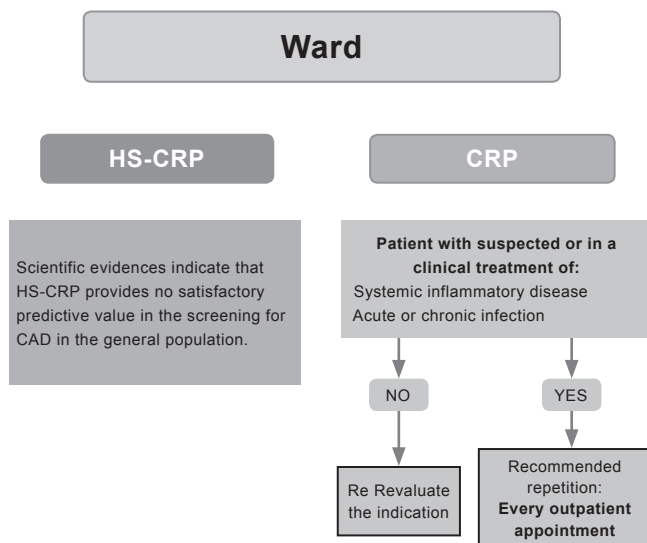 Ward
HS-CRP
Scientific evidences indicate that
HS-CRP provides no satisfactory
predictive value in the screening for
CAD in the general population.
CRP
Patient with suspected or in a
clinical treatment of:
Systemic inflammatory disease
Acute or chronic infection
NO
Re Revaluate
the indication
YES
Recommended
repetition:
Every outpatient
appointment